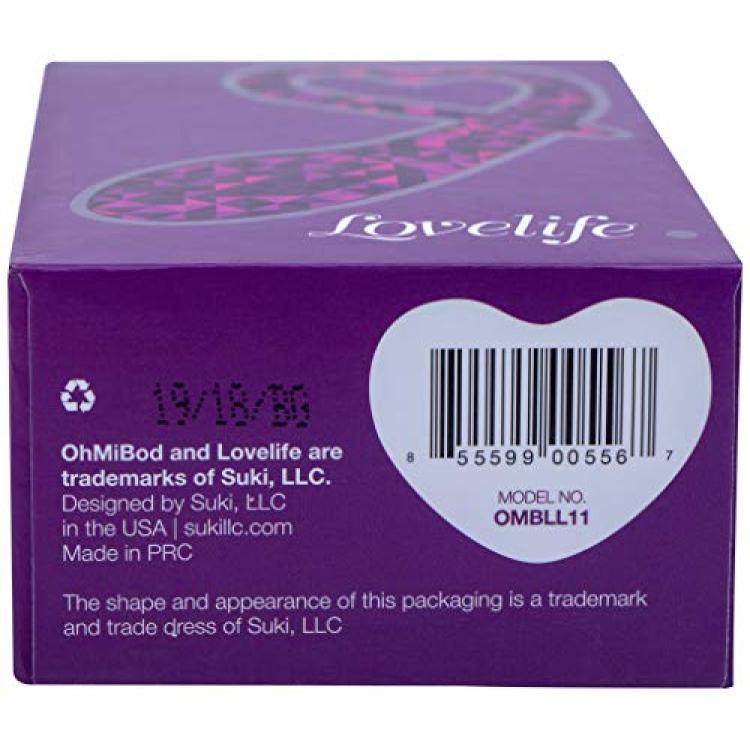 Lovelife
19/18/BG
OhMiBod and Lovelife are
trademarks of Suki, LLC.
Designed by Suki, LLC
in the USA | sukillc.com
Made in PRC
The shape and appearance of this packaging is a trademark
and trade dress of Suki, LLC
8 55599 00556 7
MODEL NO.
OMBLL11